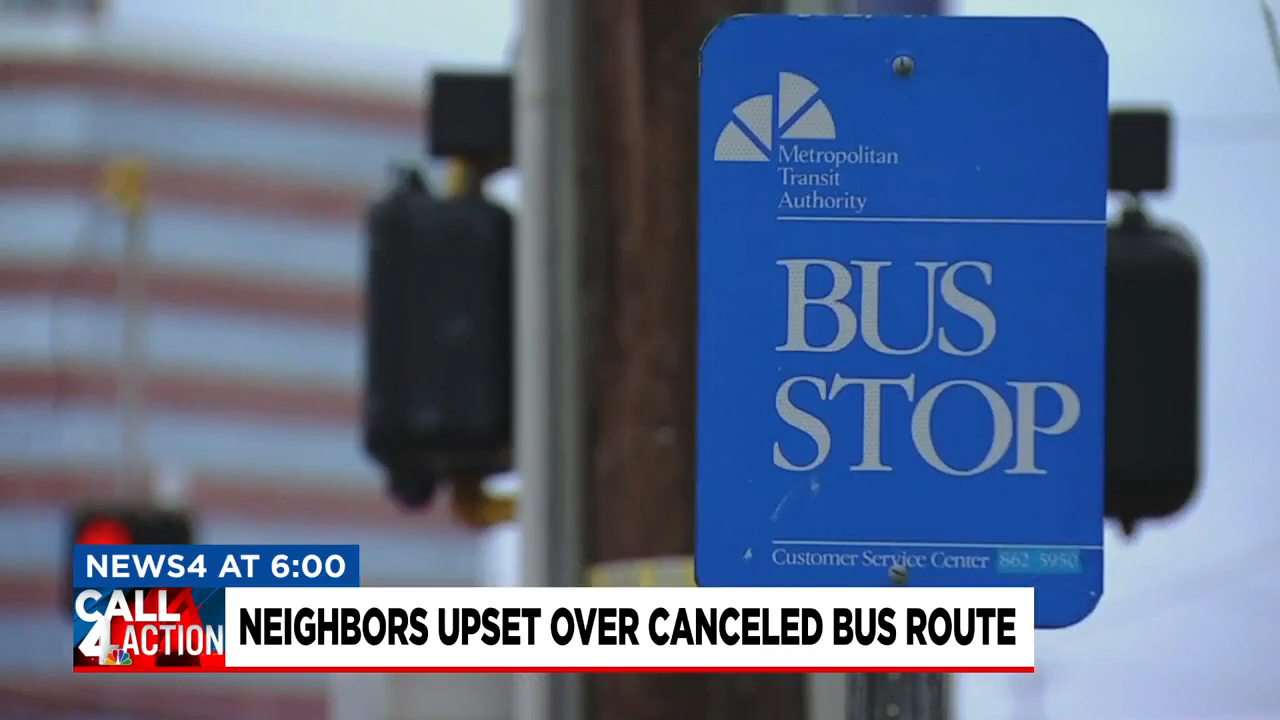 Metropolitan
Transit
Authority
BUS
STOP
Customer Service Center 862 5950
NEWS4 AT 6:00
CALL
4 ACTION
NEIGHBORS UPSET OVER CANCELED BUS ROUTE